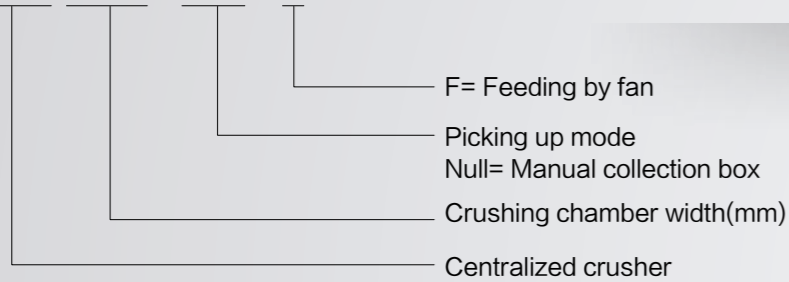 F= Feeding by fan
Picking up mode
Null= Manual collection box
Crushing chamber width(mm)
Centralized crusher